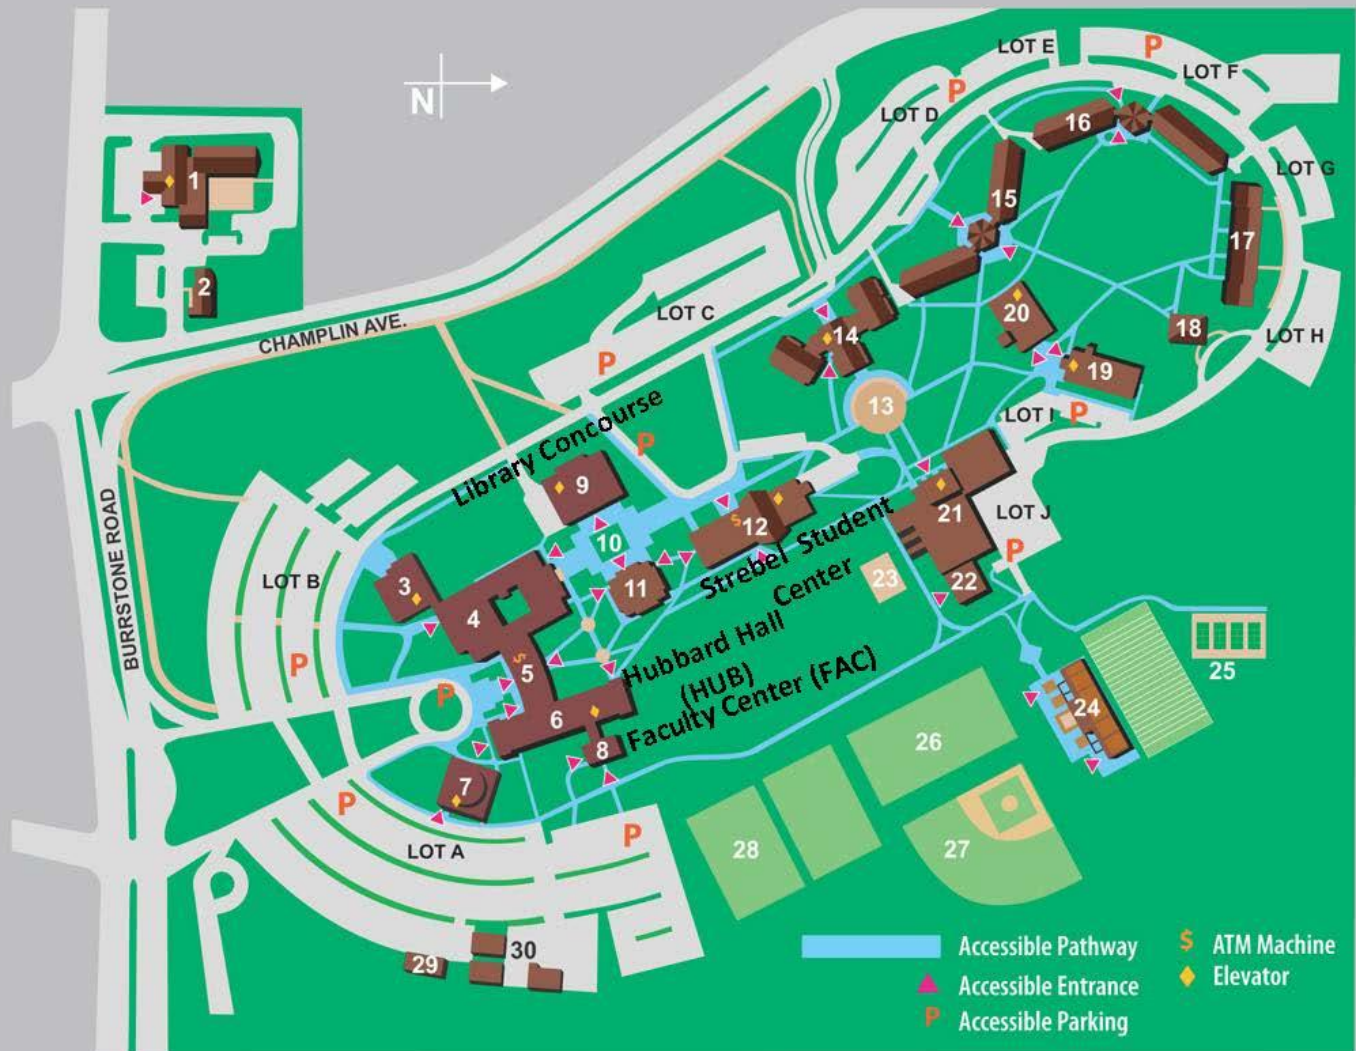 N
LOT E
P
LOT F
P
LOT D
16
LOT G
1
15
17
2
CHAMPLIN AVE.
LOT C
20
18
14
LOT H
P
19
13
LOT I
P
Library Concourse
P
9
12
$
21
LOT J
10
P
BURRSTONE ROAD
LOT B
3
11
Strebel Student
Center
23
22
4
Hubbard Hall
(HUB)
25
P
5
$
P
6
Faculty Center (FAC)
24
8
26
7
P
P
LOT A
28
27
29
30
Accessible Pathway
$ ATM Machine
Accessible Entrance
Elevator
P Accessible Parking